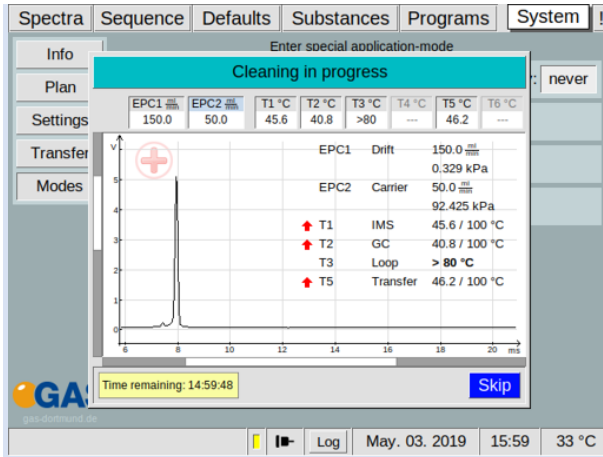 Spectra Sequence Defaults Substances Programs System
Enter special application-mode
Info
Plan
Settings
Transfer
Modes
: never
Cleaning in progress
EPC1 ml/min EPC2 ml/min T1 °C T2 °C T3 °C T4 °C T5 °C T6 °C
150.0 50.0 45.6 40.8 >80 --- 46.2 ---
V
5
4
3
2
1
0
6 8 10 12 14 16 18 20 ms
EPC1 Drift 150.0 ml/min
0.329 kPa
EPC2 Carrier 50.0 ml/min
92.425 kPa
T1 IMS 45.6 / 100 °C
T2 GC 40.8 / 100 °C
T3 Loop > 80 °C
T5 Transfer 46.2 / 100 °C
Time remaining: 14:59:48
Skip
GAS
gas-dortmund.de
Log May. 03. 2019 15:59 33 °C